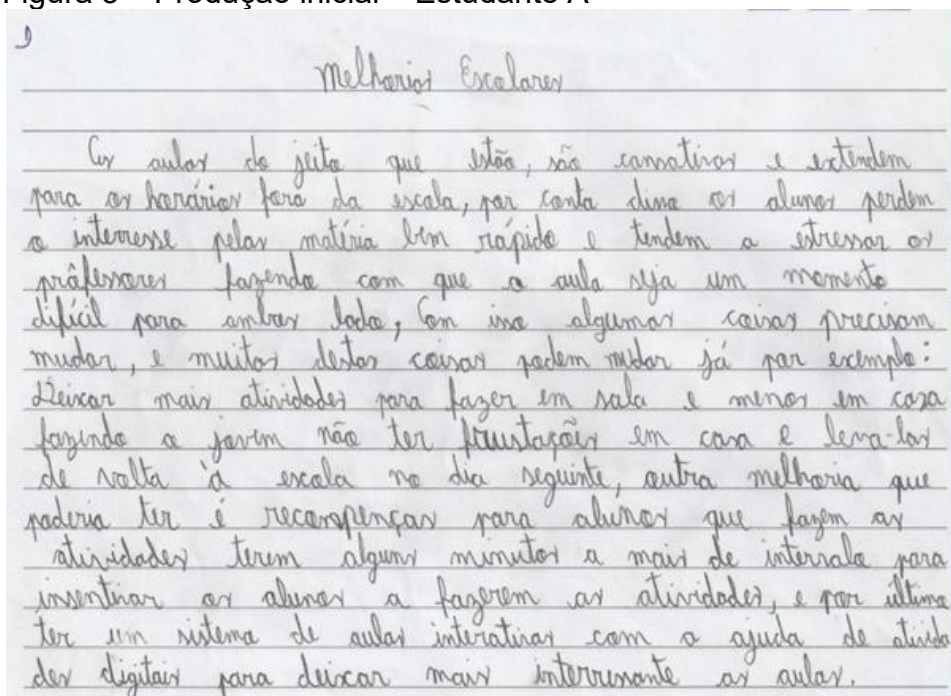 Figura 3 – Produção inicial – Estudante A
Melhorias Escolares
As aulas do jeito que estão, são cansativas e extendem
para os horários fora da escola, por conta disso os alunos perdem
o interresse pelas matéria bem rápido e tendem a estressar os
prâfessores fazendo com que a aula seja um momento
difícil para ambos lado, Com isso algumas coisas precisam
mudar, e muitas destas coisas podem mudar já por exemplo:
Deixar mais atividades para fazer em sala e menos em casa
fazendo o jovem não ter frustações em casa e leva-las
de volta à escola no dia seguinte, outra melhoria que
poderia ter é recompenças para alunos que fazem as
atividades terem alguns minutos a mais de intervalo para
insentivar os alunos a fazerem as atividades, e por último
ter um sistema de aulas interativas com a ajuda de ativida
des digitais para deixar mais interressante as aulas.